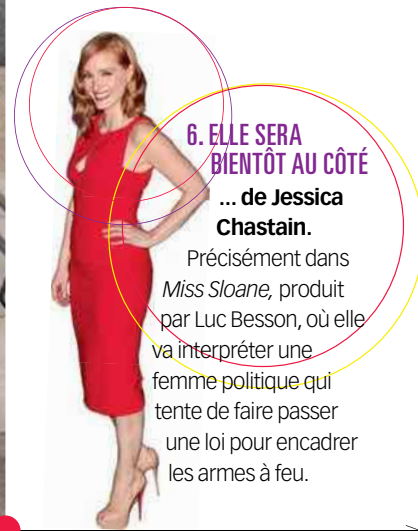 6. ELLE SERA
BIENTÔT AU CÔTÉ
... de Jessica
Chastain.
Précisément dans
Miss Sloane, produit
par Luc Besson, où elle
va interpréter une
femme politique qui
tente de faire passer
une loi pour encadrer
les armes à feu.